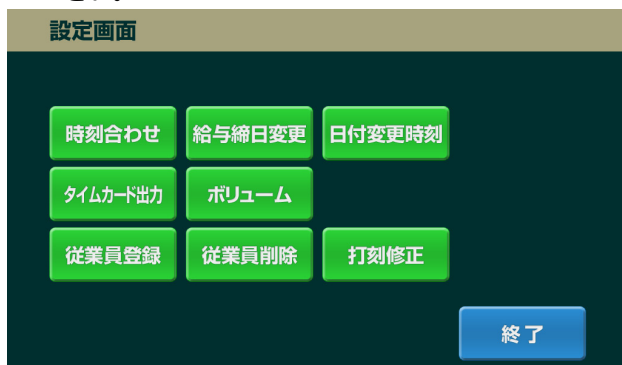 設定画面
時刻合わせ 給与締日変更 日付変更時刻
タイムカード出力 ボリューム
従業員登録 従業員削除 打刻修正
終了